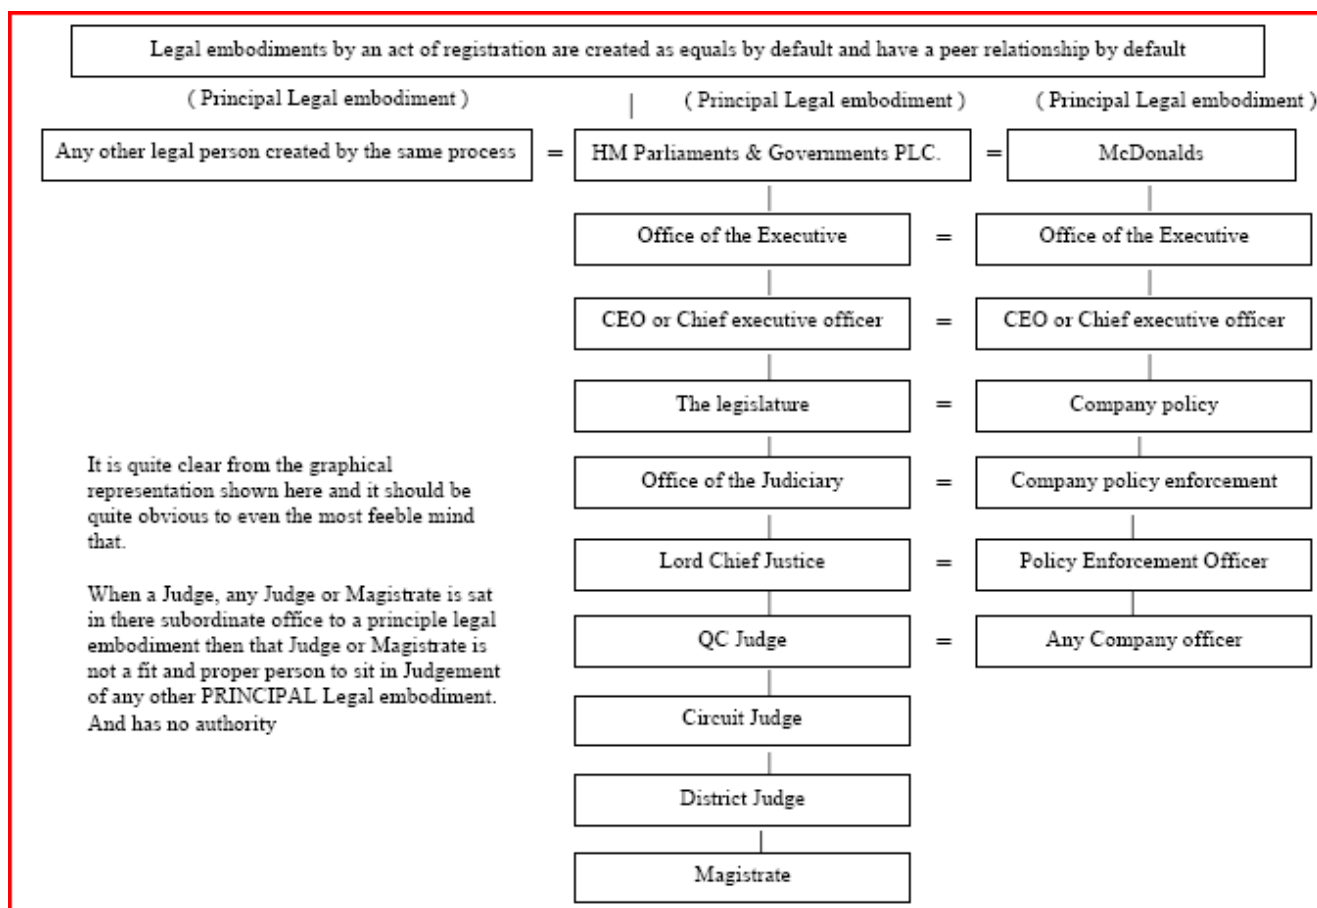 Legal embodiments by an act of registration are created as equals by default and have a peer relationship by default
( Principal Legal embodiment ) | ( Principal Legal embodiment ) ( Principal Legal embodiment )
Any other legal person created by the same process = HM Parliaments & Governments PLC. = McDonalds
Office of the Executive = Office of the Executive
CEO or Chief executive officer = CEO or Chief executive officer
The legislature = Company policy
Office of the Judiciary = Company policy enforcement
Lord Chief Justice = Policy Enforcement Officer
QC Judge = Any Company officer
Circuit Judge
District Judge
Magistrate
It is quite clear from the graphical
representation shown here and it should be
quite obvious to even the most feeble mind
that.
When a Judge, any Judge or Magistrate is sat
in there subordinate office to a principle legal
embodiment then that Judge or Magistrate is
not a fit and proper person to sit in Judgement
of any other PRINCIPAL Legal embodiment.
And has no authority